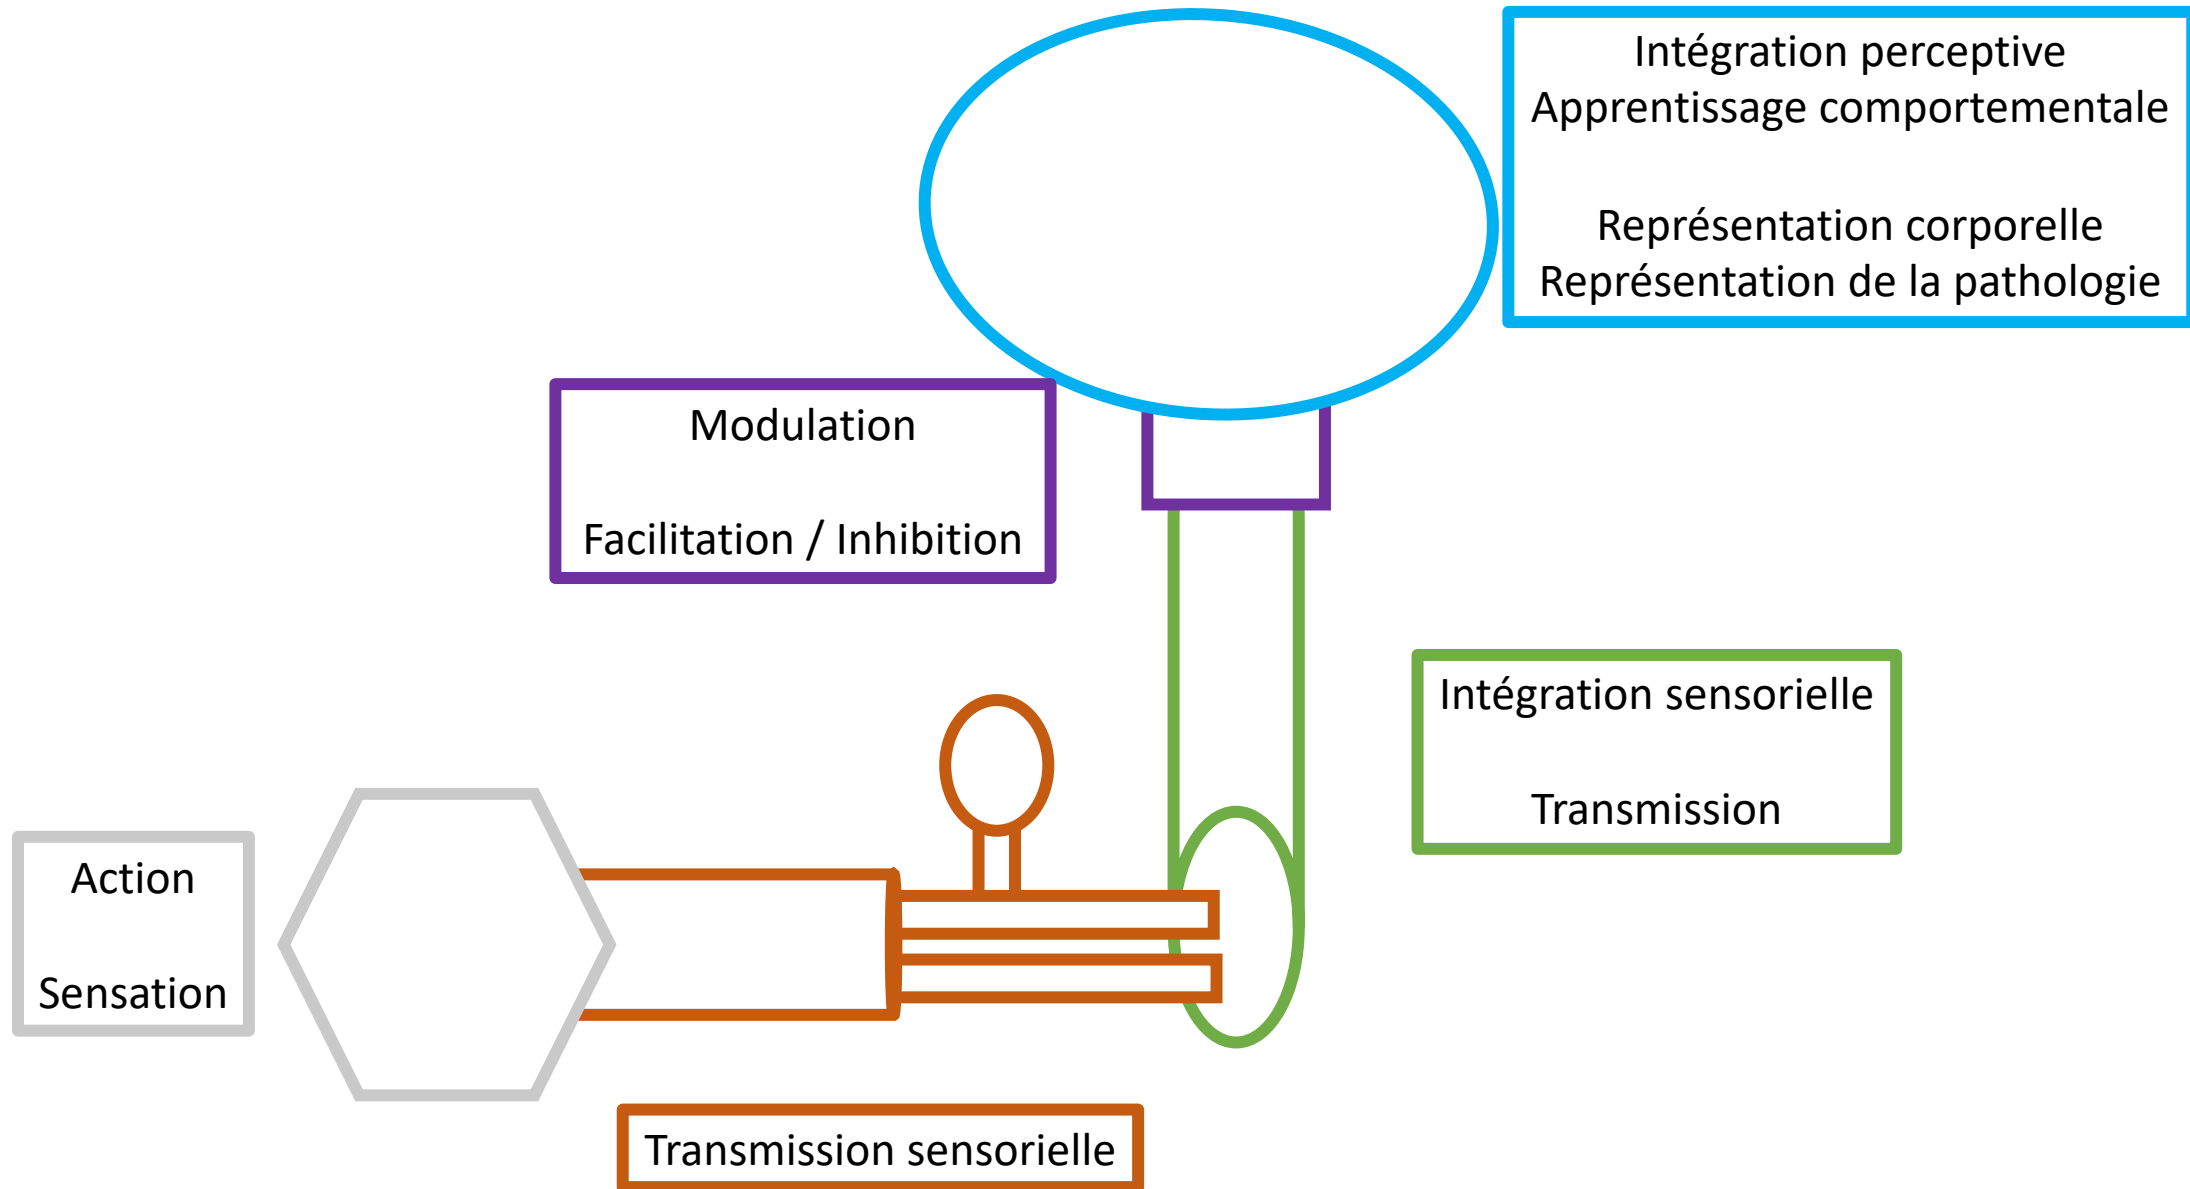 Intégration perceptive
Apprentissage comportementale
Représentation corporelle
Représentation de la pathologie
Modulation
Facilitation / Inhibition
Intégration sensorielle
Transmission
Action
Sensation
Transmission sensorielle